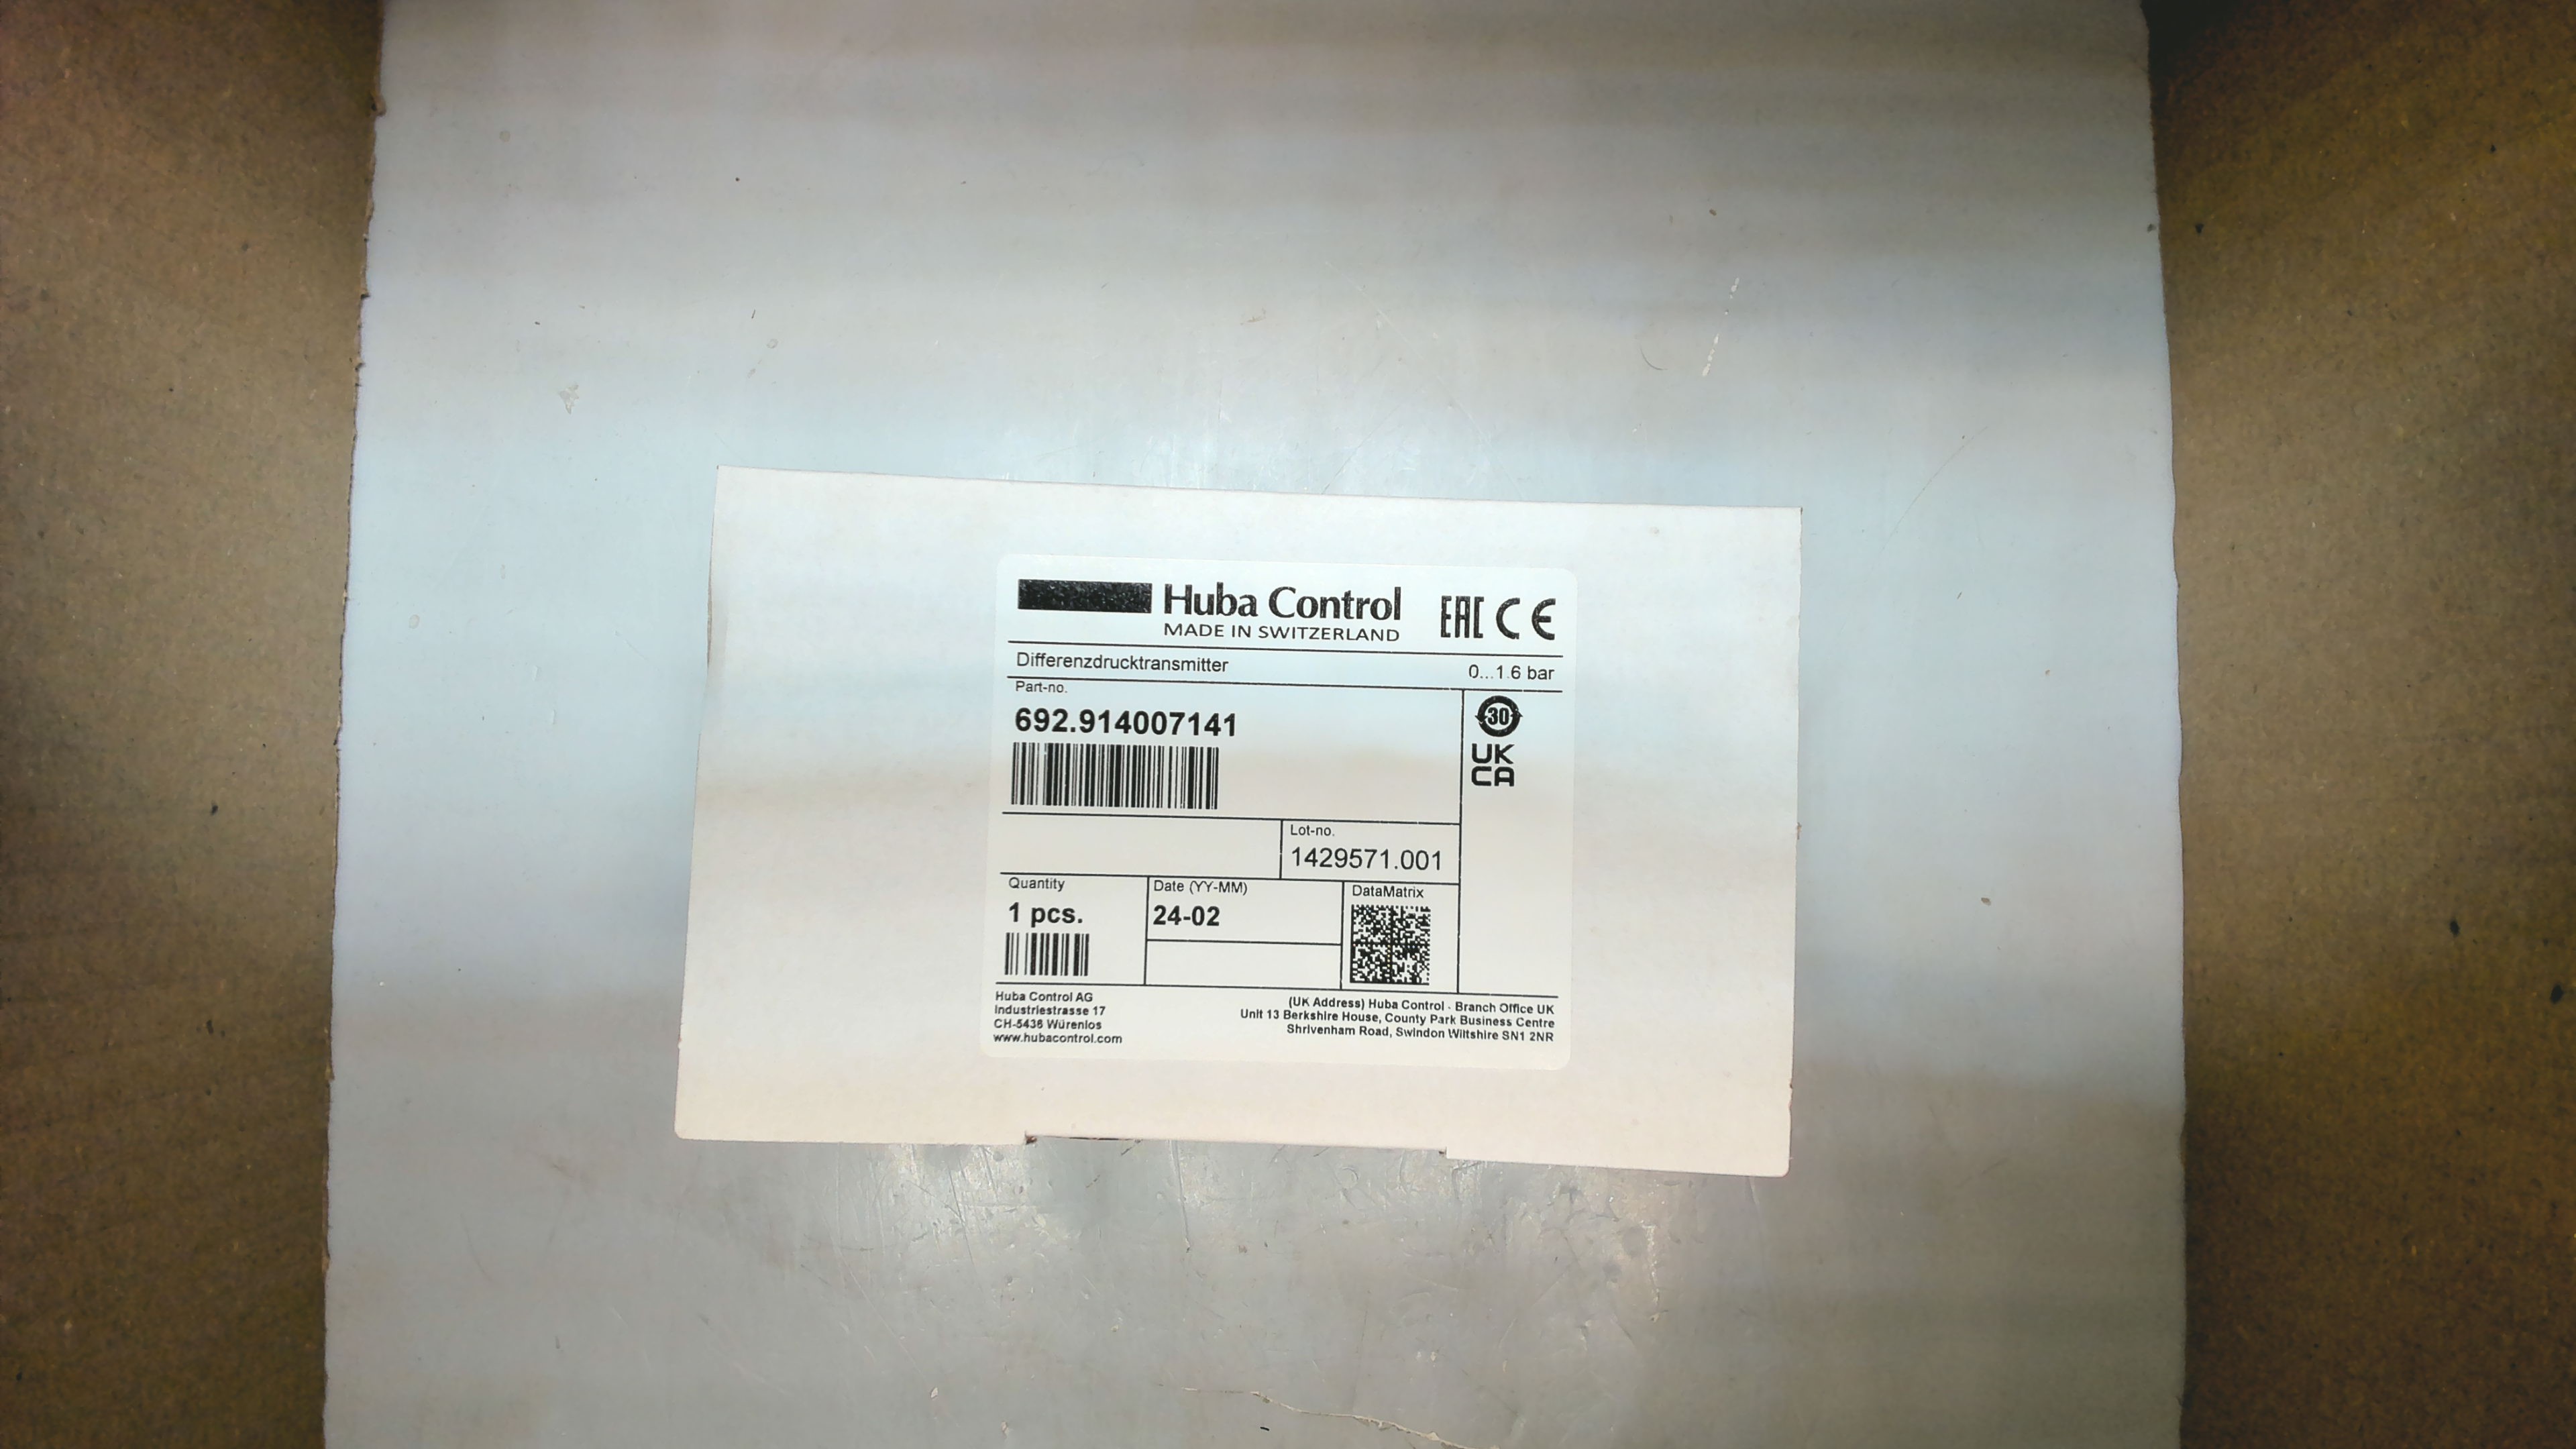 Huba Control
MADE IN SWITZERLAND
EAC CE
Differenzdrucktransmitter
0...1.6 bar
Part-no.
692.914007141
30
UK
CA
Lot-no.
1429571.001
Quantity
1 pcs.
Date (YY-MM)
24-02
DataMatrix
Huba Control AG
Industriestrasse 17
CH-5436 Würenlos
www.hubacontrol.com
(UK Address) Huba Control - Branch Office UK
Unit 13 Berkshire House, County Park Business Centre
Shrivenham Road, Swindon Wiltshire SN1 2NR